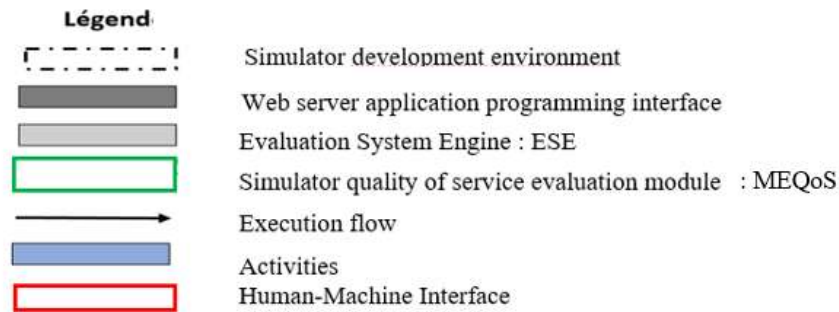 Légend
Simulator development environment
Web server application programming interface
Evaluation System Engine : ESE
Simulator quality of service evaluation module : MEQoS
Execution flow
Activities
Human-Machine Interface